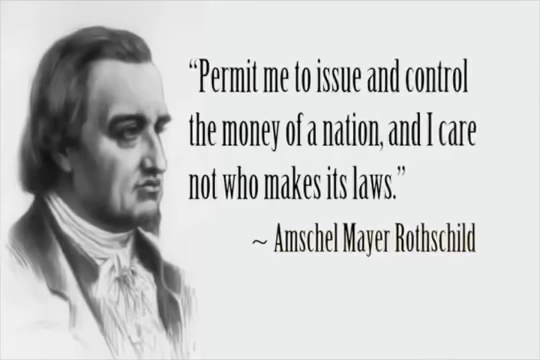 “Permit me to issue and control
the money of a nation, and I care
not who makes its laws.”
~ Amschel Mayer Rothschild